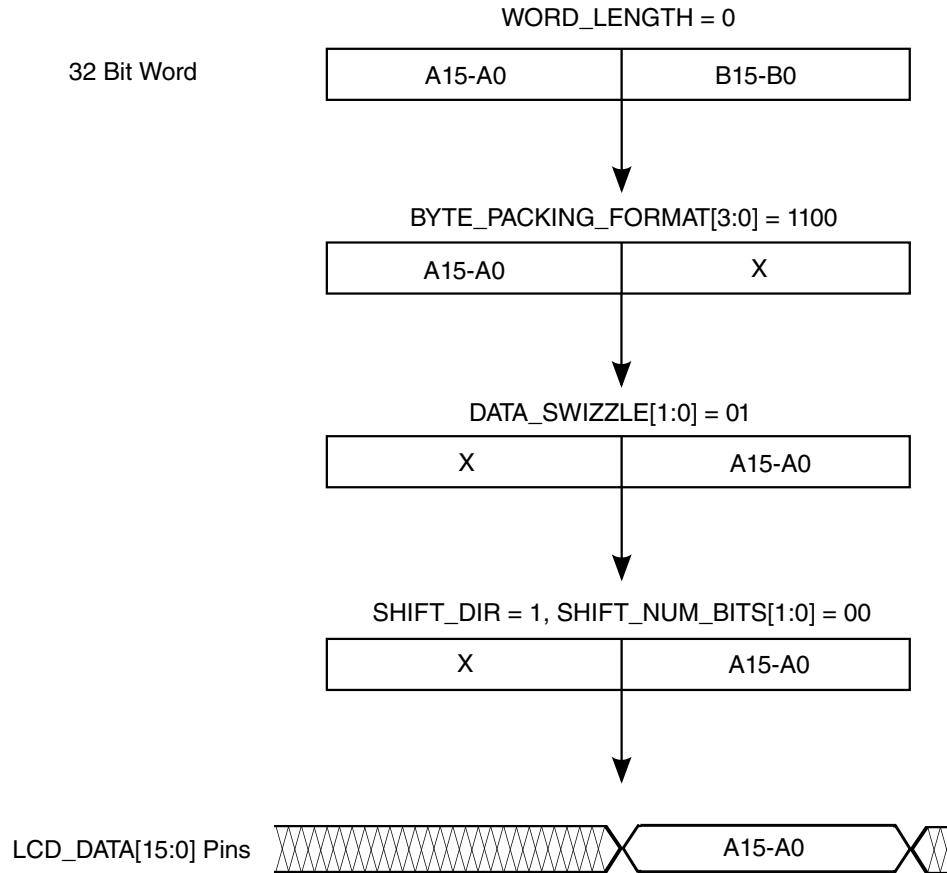 WORD_LENGTH = 0
32 Bit Word
A15-A0 B15-B0
BYTE_PACKING_FORMAT[3:0] = 1100
A15-A0 X
DATA_SWIZZLE[1:0] = 01
X A15-A0
SHIFT_DIR = 1, SHIFT_NUM_BITS[1:0] = 00
X A15-A0
LCD_DATA[15:0] Pins A15-A0